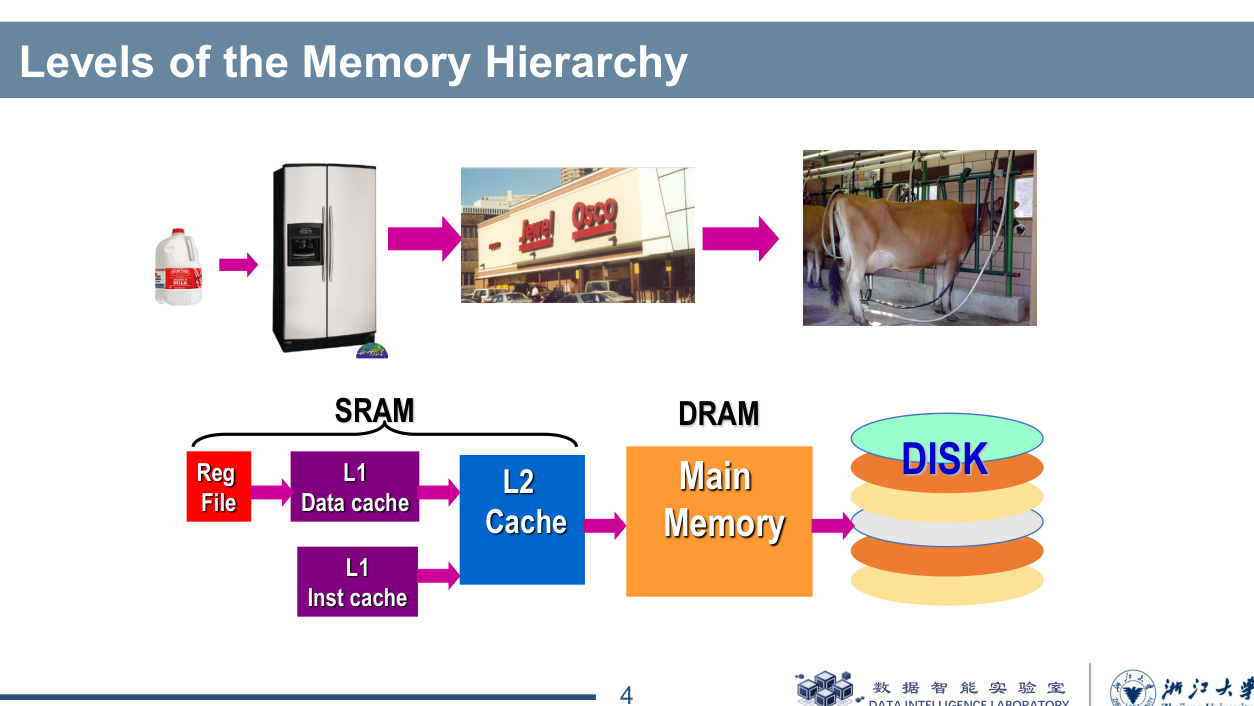 Levels of the Memory Hierarchy
MILK
Jewel Osco
SRAM
DRAM
Reg
File
L1
Data cache
L2
Cache
Main
Memory
DISK
L1
Inst cache
4
数据智能实验室
DATA INTELLIGENCE LABORATORY
浙江大学
Zhejiang University